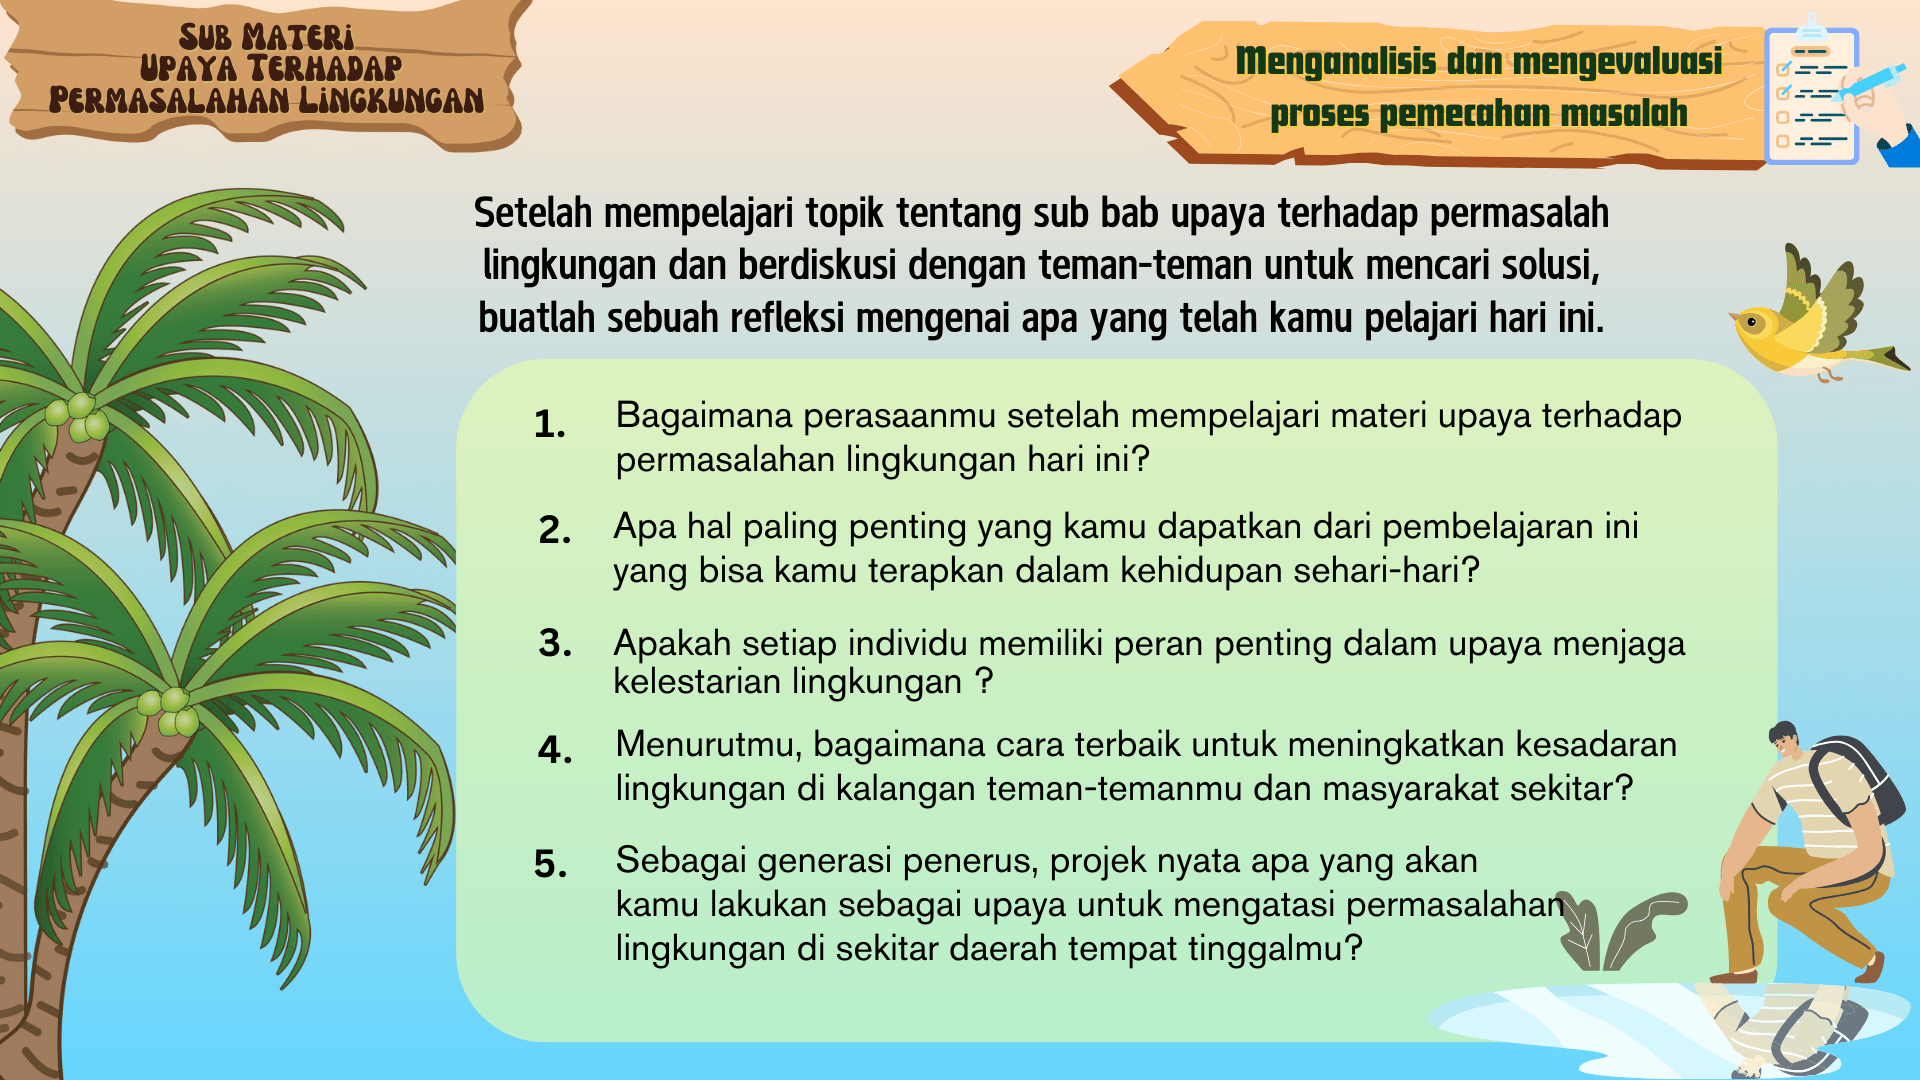 Sub Materi
Upaya Terhadap
Permasalahan Lingkungan
Menganalisis dan mengevaluasi
proses pemecahan masalah
Setelah mempelajari topik tentang sub bab upaya terhadap permasalah
lingkungan dan berdiskusi dengan teman-teman untuk mencari solusi,
buatlah sebuah refleksi mengenai apa yang telah kamu pelajari hari ini.
1. Bagaimana perasaanmu setelah mempelajari materi upaya terhadap
permasalahan lingkungan hari ini?
2. Apa hal paling penting yang kamu dapatkan dari pembelajaran ini
yang bisa kamu terapkan dalam kehidupan sehari-hari?
3. Apakah setiap individu memiliki peran penting dalam upaya menjaga
kelestarian lingkungan ?
4. Menurutmu, bagaimana cara terbaik untuk meningkatkan kesadaran
lingkungan di kalangan teman-temanmu dan masyarakat sekitar?
5. Sebagai generasi penerus, projek nyata apa yang akan
kamu lakukan sebagai upaya untuk mengatasi permasalahan
lingkungan di sekitar daerah tempat tinggalmu?